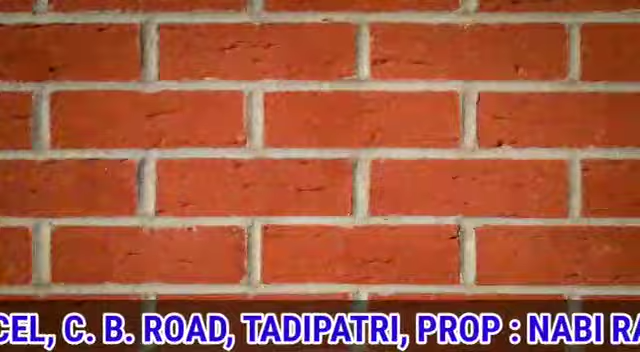 CEL, C. B. ROAD, TADIPATRI, PROP : NABI RA